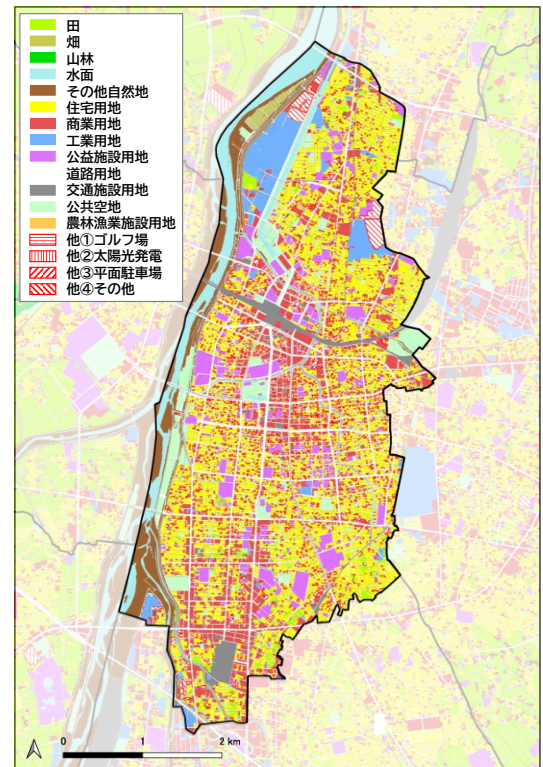 田
畑
山林
水面
その他自然地
住宅用地
商業用地
工業用地
公益施設用地
道路用地
交通施設用地
公共空地
農林漁業施設用地
他①ゴルフ場
他②太陽光発電
他③平面駐車場
他④その他
0 1 2 km